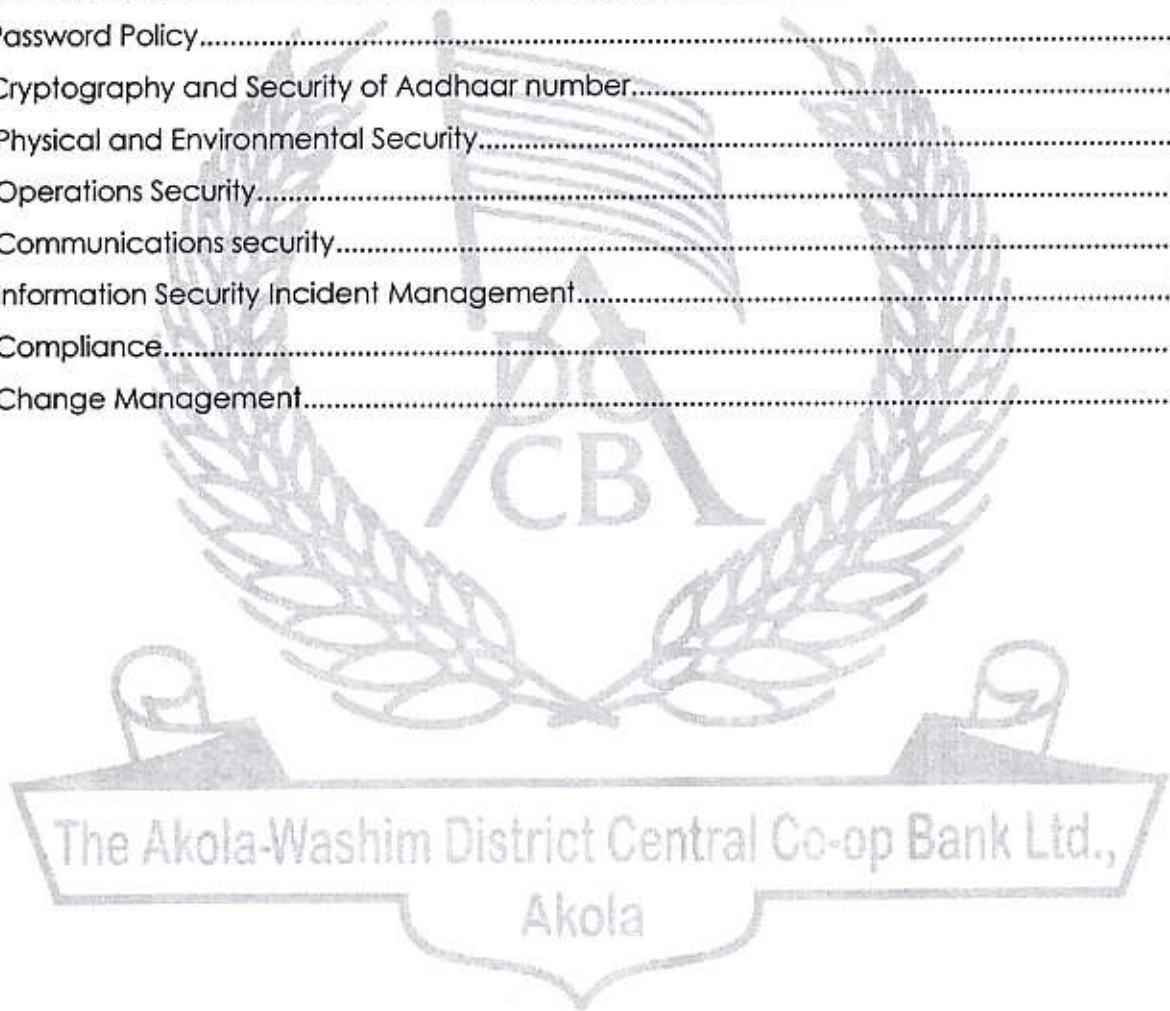 Password Policy
Cryptography and Security of Aadhaar number
Physical and Environmental Security
Operations Security
Communications security
Information Security Incident Management
Compliance
Change Management
ADCCB
The Akola-Washim District Central Co-op Bank Ltd.,
Akola